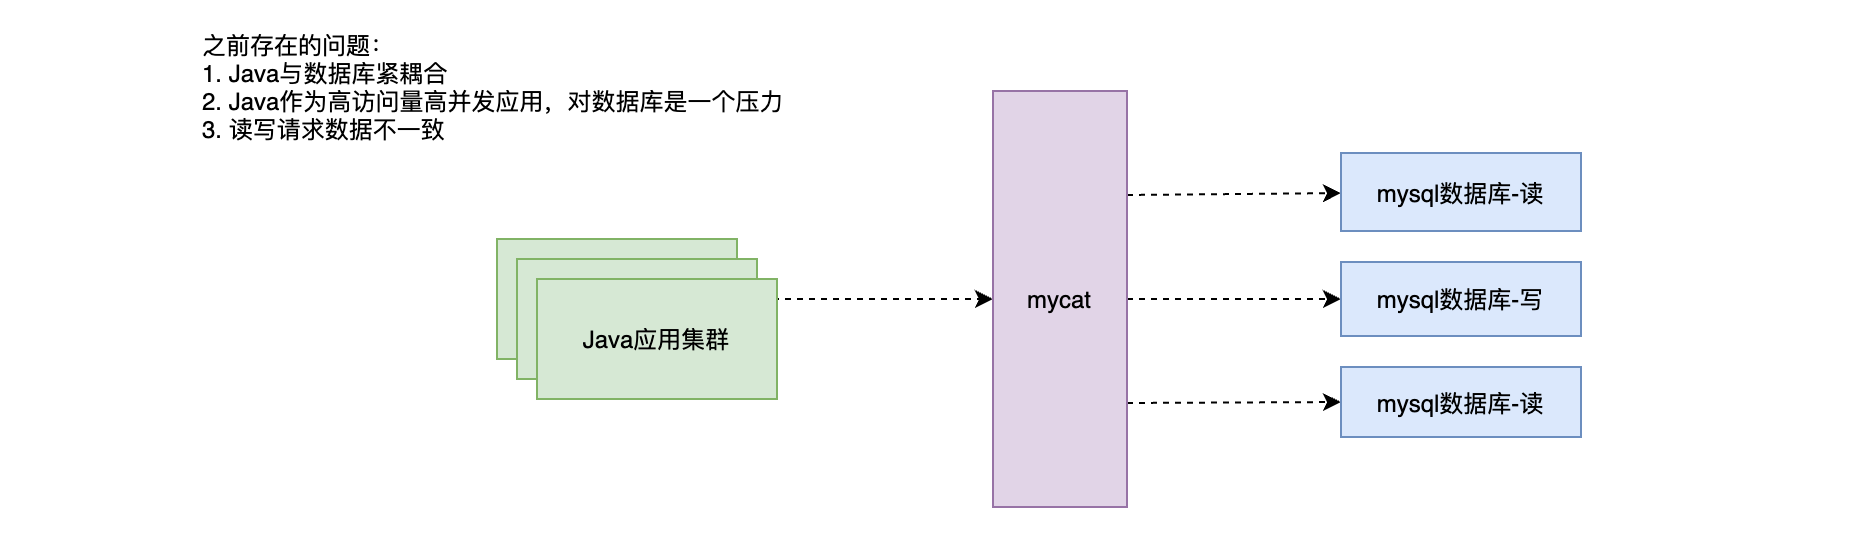 之前存在的问题：
1. Java与数据库紧耦合
2. Java作为高访问量高并发应用，对数据库是一个压力
3. 读写请求数据不一致
mysql数据库-读
mycat
mysql数据库-写
Java应用集群
mysql数据库-读